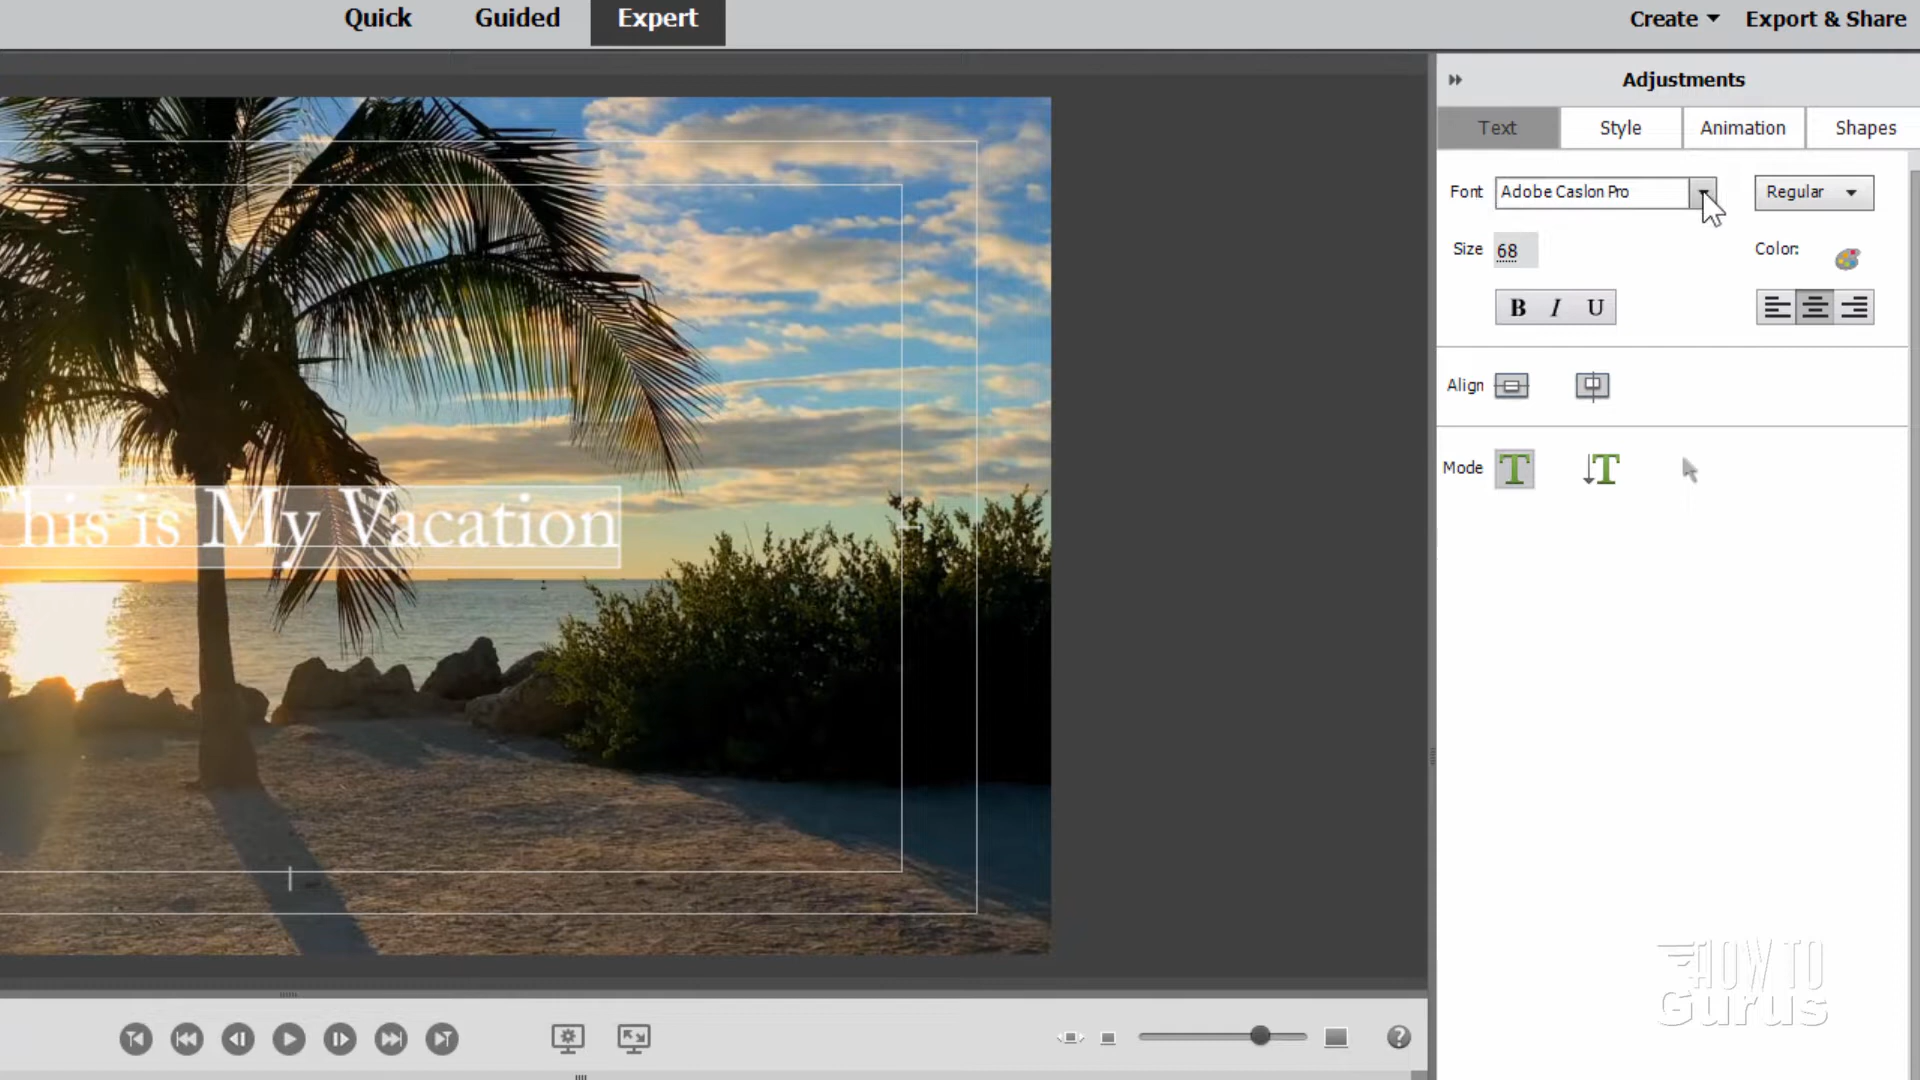 Quick Guided Expert Create Export & Share
Adjustments
Text Style Animation Shapes
Font Adobe Caslon Pro Regular
Size 68 Color:
B I U
Align
Mode T T
This is My Vacation
HOW TO
Gurus
?